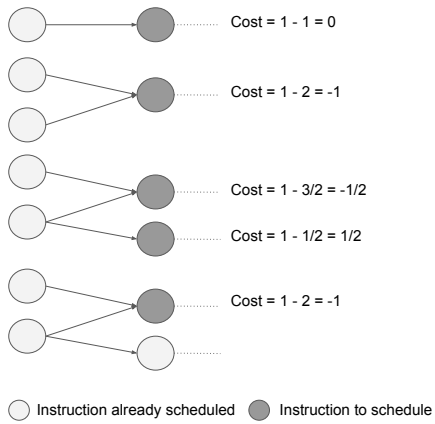 Cost = 1 - 1 = 0
Cost = 1 - 2 = -1
Cost = 1 - 3/2 = -1/2
Cost = 1 - 1/2 = 1/2
Cost = 1 - 2 = -1
Instruction already scheduled
Instruction to schedule